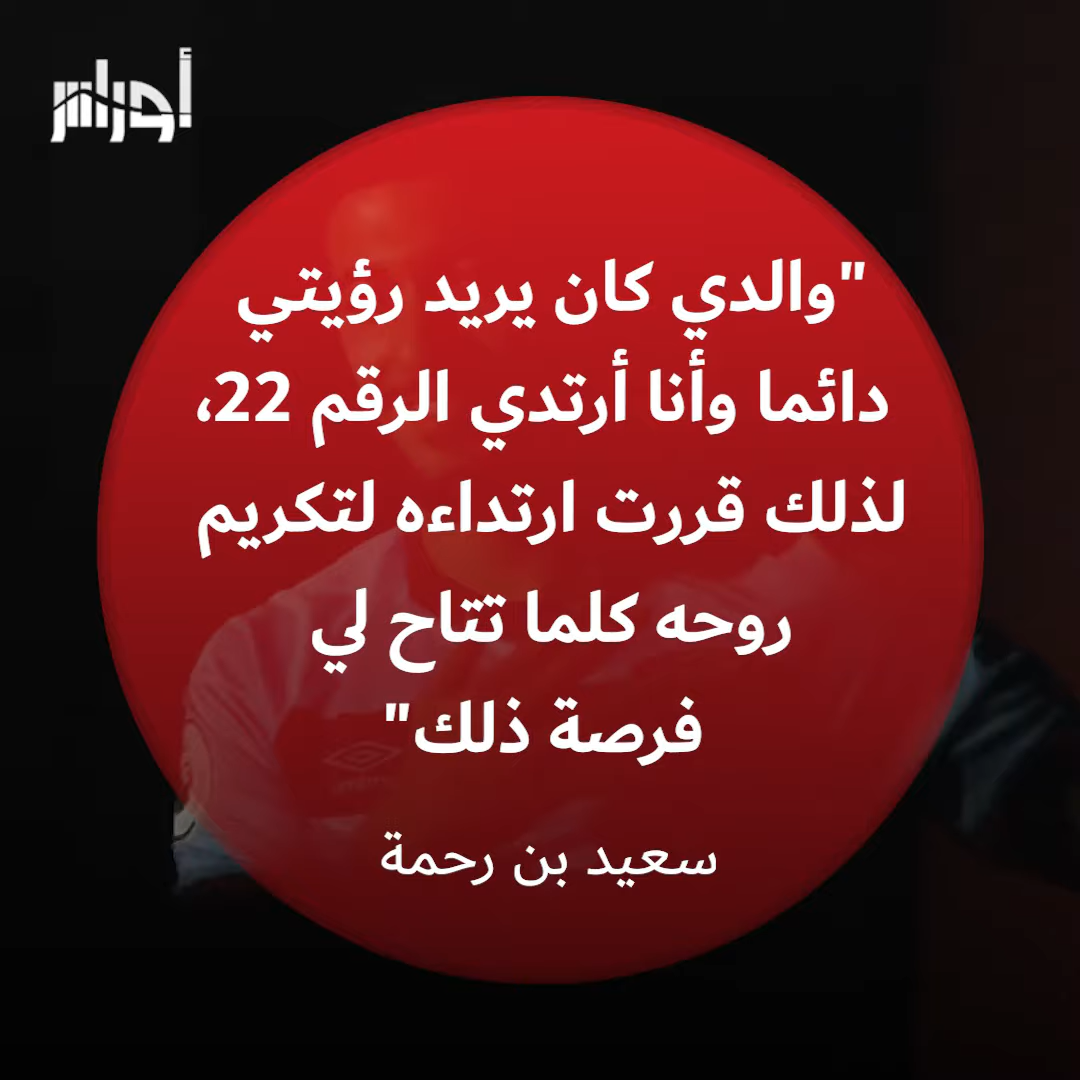 أوراس
"والدي كان يريد رؤيتي
دائما وأنا أرتدي الرقم 22،
لذلك قررت ارتداءه لتكريم
روحه كلما تتاح لي
فرصة ذلك"
سعيد بن رحمة